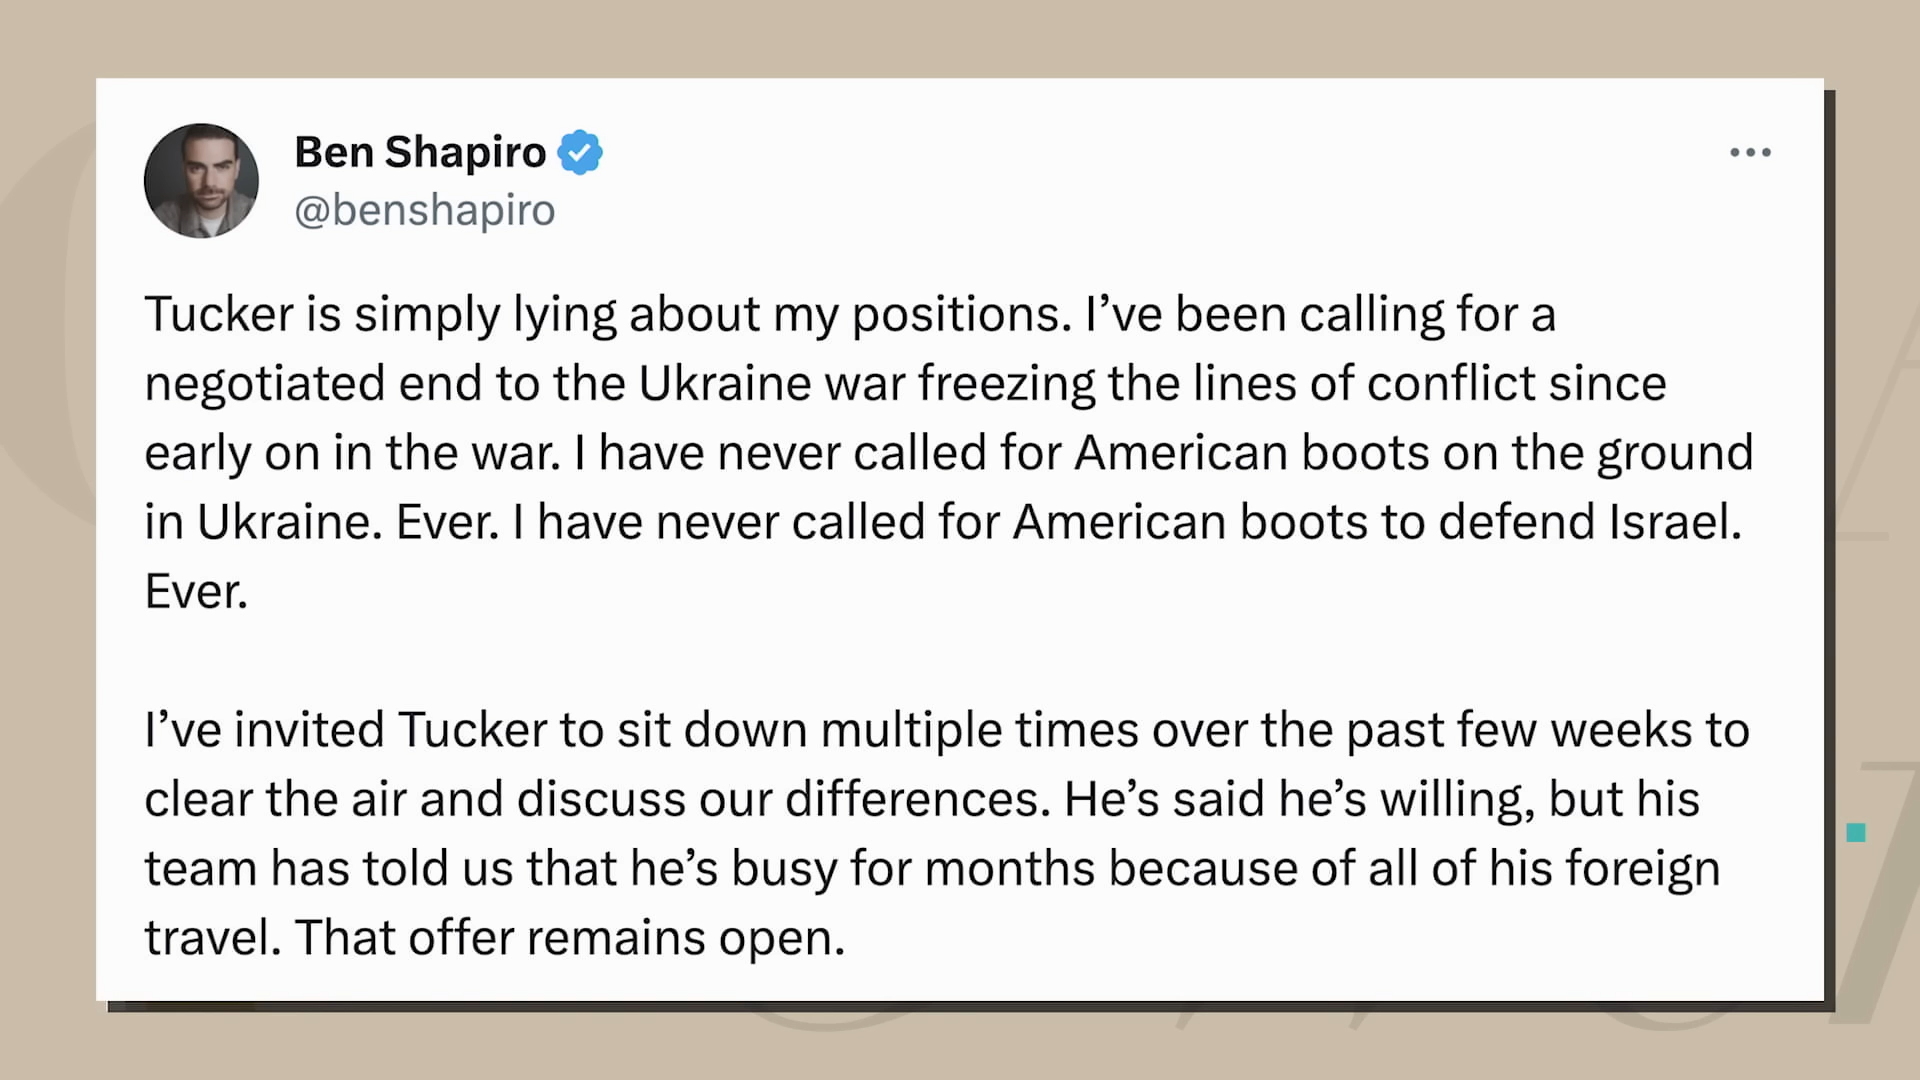 Ben Shapiro
@benshapiro
Tucker is simply lying about my positions. I’ve been calling for a
negotiated end to the Ukraine war freezing the lines of conflict since
early on in the war. I have never called for American boots on the ground
in Ukraine. Ever. I have never called for American boots to defend Israel.
Ever.
I’ve invited Tucker to sit down multiple times over the past few weeks to
clear the air and discuss our differences. He’s said he’s willing, but his
team has told us that he’s busy for months because of all of his foreign
travel. That offer remains open.